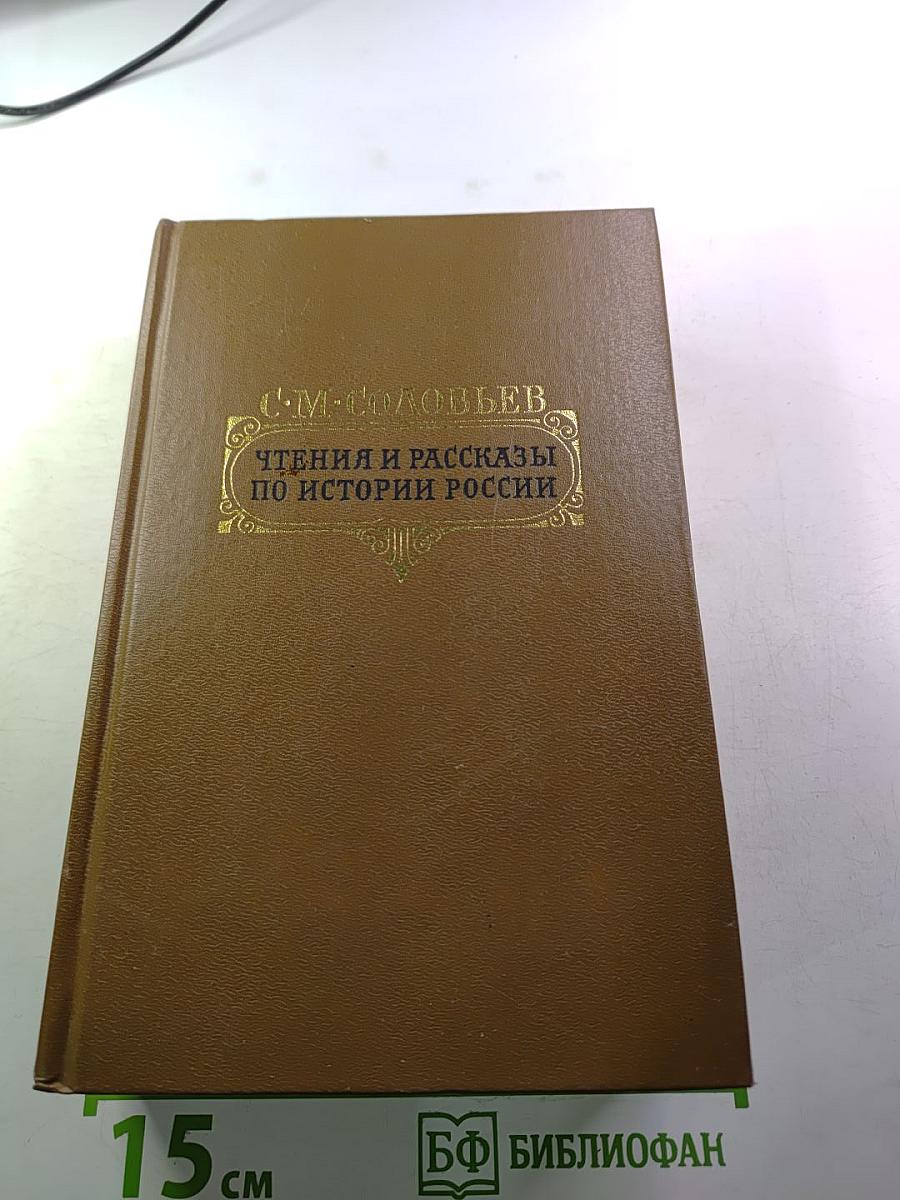 С·М·СОЛОВЬЕВ
ЧТЕНИЯ И РАССКАЗЫ
ПО ИСТОРИИ РОССИИ
15 см
БФ БИБЛИОФАН